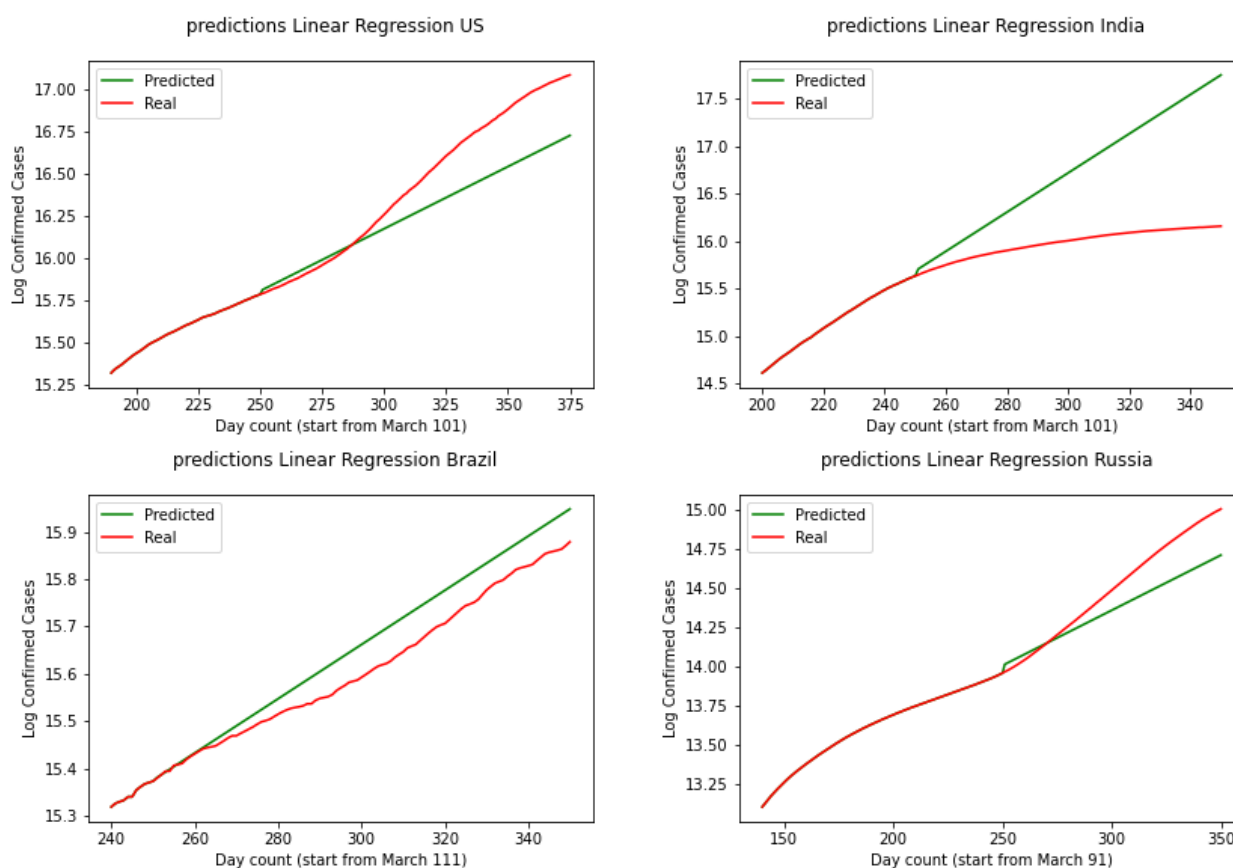 predictions Linear Regression US
Predicted
Real
Log Confirmed Cases
17.00
16.75
16.50
16.25
16.00
15.75
15.50
15.25
200 225 250 275 300 325 350 375
Day count (start from March 101)
predictions Linear Regression India
Predicted
Real
Log Confirmed Cases
17.5
17.0
16.5
16.0
15.5
15.0
14.5
200 220 240 260 280 300 320 340
Day count (start from March 101)
predictions Linear Regression Brazil
Predicted
Real
Log Confirmed Cases
15.9
15.8
15.7
15.6
15.5
15.4
15.3
240 260 280 300 320 340
Day count (start from March 111)
predictions Linear Regression Russia
Predicted
Real
Log Confirmed Cases
15.00
14.75
14.50
14.25
14.00
13.75
13.50
13.25
150 200 250 300 350
Day count (start from March 91)